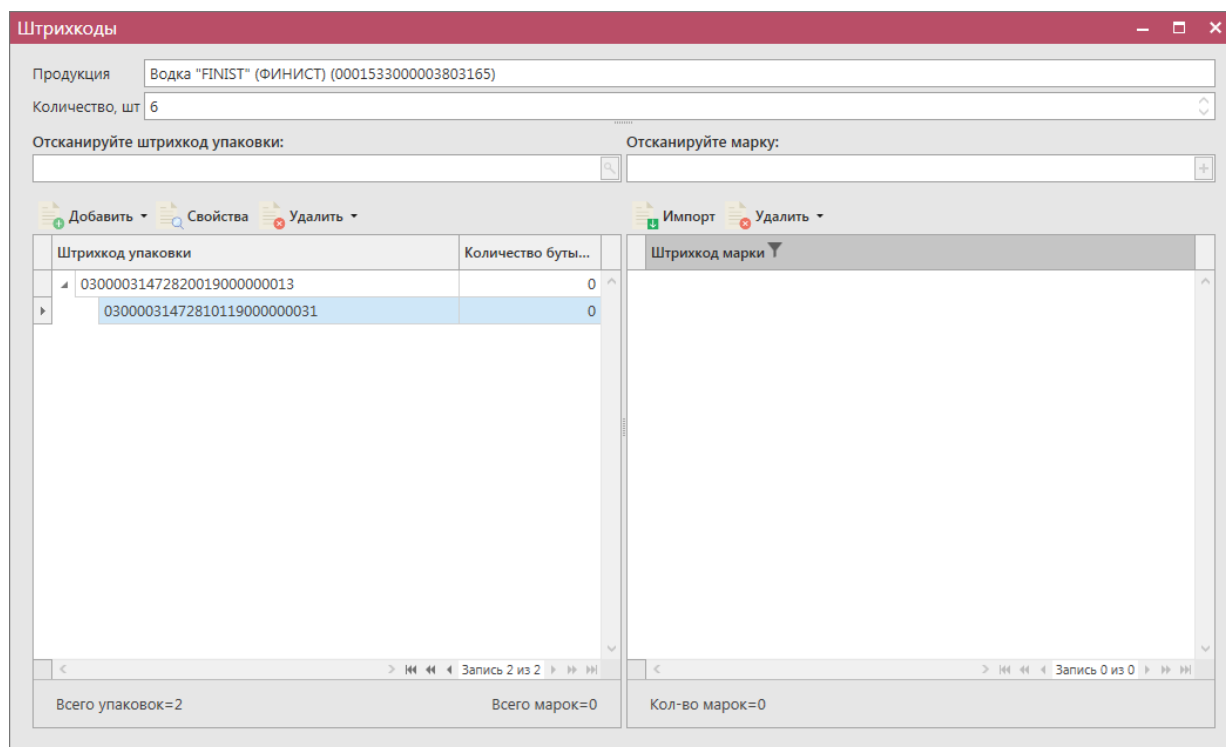 Штрихкоды
Продукция Водка "FINIST" (ФИНИСТ) (0001533000003803165)
Количество, шт 6
Отсканируйте штрихкод упаковки: Отсканируйте марку:
Добавить Свойства Удалить Импорт Удалить
Штрихкод упаковки Количество буты... Штрихкод марки
03000031472820019000000013 0
03000031472810119000000031 0
Запись 2 из 2 Запись 0 из 0
Всего упаковок=2 Всего марок=0 Кол-во марок=0